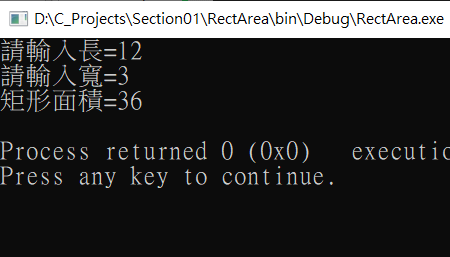 D:\C_Projects\Section01\RectArea\bin\Debug\RectArea.exe
請輸入長=12
請輸入寬=3
矩形面積=36
Process returned 0 (0x0)   executio
Press any key to continue.